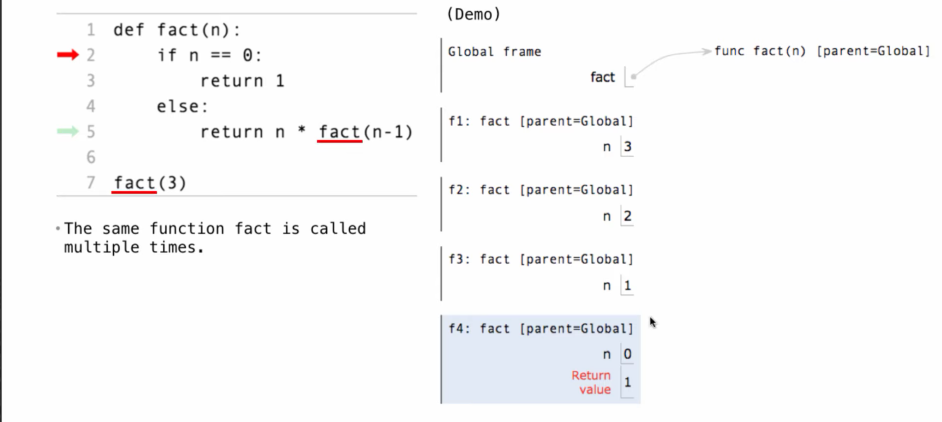 1 def fact(n):
2 if n == 0:
3 return 1
4 else:
5 return n * fact(n-1)
6
7 fact(3)
• The same function fact is called
multiple times.
(Demo)
Global frame
fact
func fact(n) [parent=Global]
f1: fact [parent=Global]
n 3
f2: fact [parent=Global]
n 2
f3: fact [parent=Global]
n 1
f4: fact [parent=Global]
n 0
Return
value 1